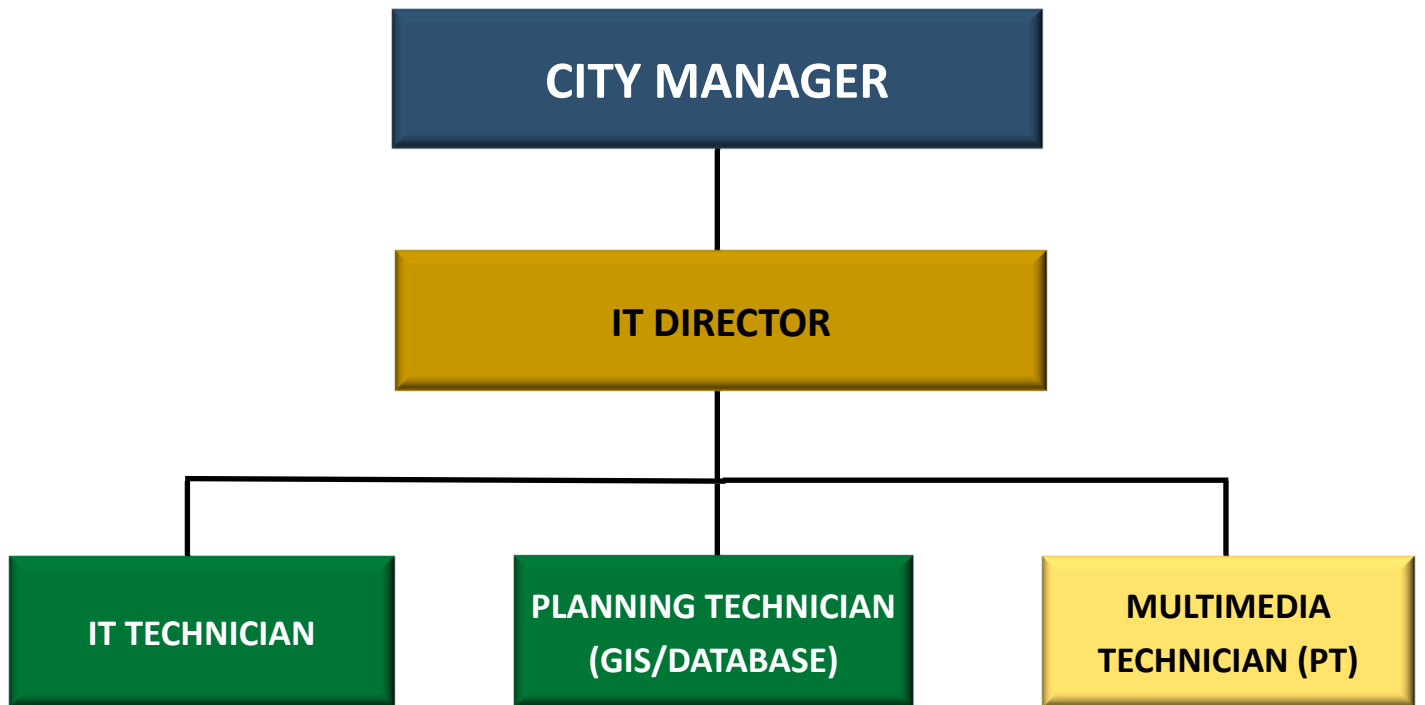 CITY MANAGER
IT DIRECTOR
IT TECHNICIAN
PLANNING TECHNICIAN
(GIS/DATABASE)
MULTIMEDIA
TECHNICIAN (PT)